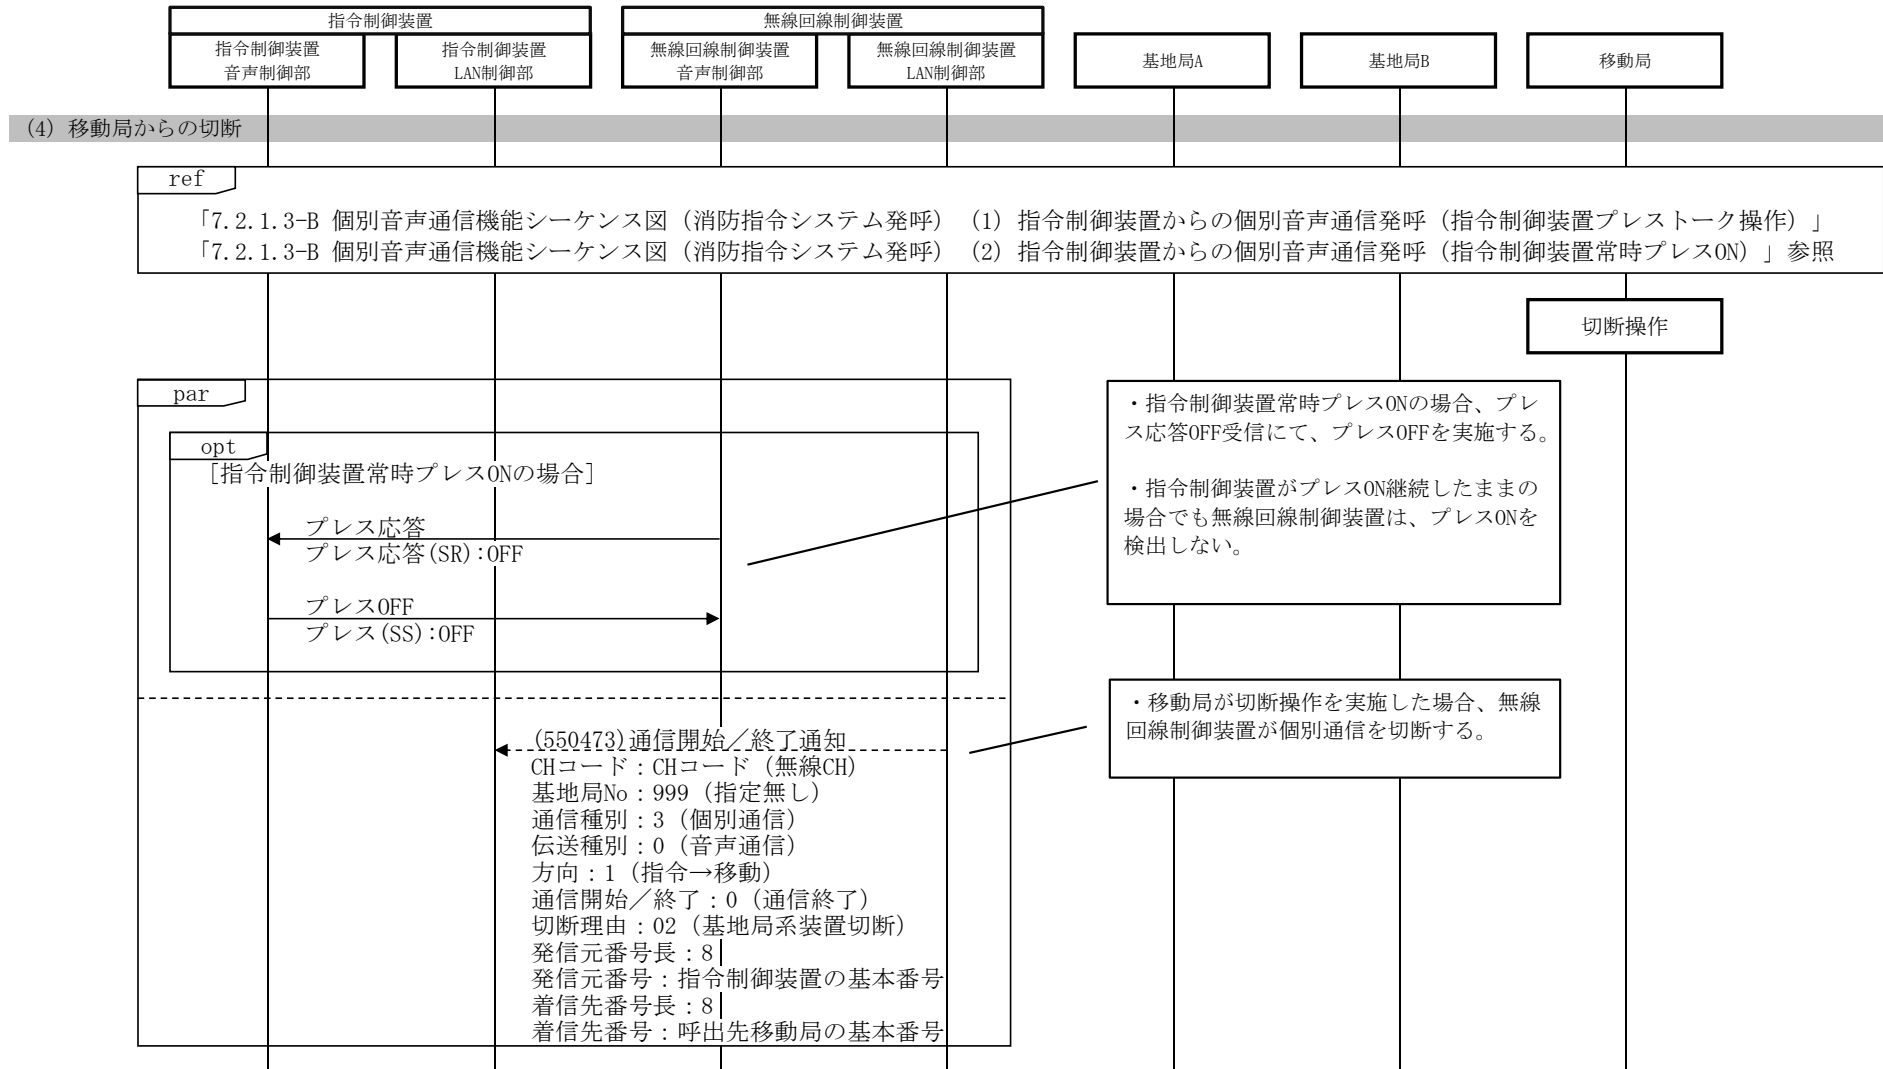 指令制御装置
無線回線制御装置
指令制御装置
音声制御部
指令制御装置
LAN制御部
無線回線制御装置
音声制御部
無線回線制御装置
LAN制御部
基地局A
基地局B
移動局
(4) 移動局からの切断
ref
「7.2.1.3-B 個別音声通信機能シーケンス図（消防指令システム発呼）（1）指令制御装置からの個別音声通信発呼（指令制御装置プレストーク操作）」
「7.2.1.3-B 個別音声通信機能シーケンス図（消防指令システム発呼）（2）指令制御装置からの個別音声通信発呼（指令制御装置常時プレスON）」参照
切断操作
par
opt
[指令制御装置常時プレスONの場合]
プレス応答
プレス応答(SR):OFF
プレスOFF
プレス(SS):OFF
・指令制御装置常時プレスONの場合、プレ
ス応答OFF受信にて、プレスOFFを実施する。
・指令制御装置がプレスON継続したままの
場合でも無線回線制御装置は、プレスONを
検出しない。
・移動局が切断操作を実施した場合、無線
回線制御装置が個別通信を切断する。
(550473)通信開始／終了通知
CHコード：CHコード（無線CH）
基地局No：999（指定無し）
通信種別：3（個別通信）
伝送種別：0（音声通信）
方向：1（指令→移動）
通信開始／終了：0（通信終了）
切断理由：02（基地局系装置切断）
発信元番号長：8
発信元番号：指令制御装置の基本番号
着信先番号長：8
着信先番号：呼出先移動局の基本番号